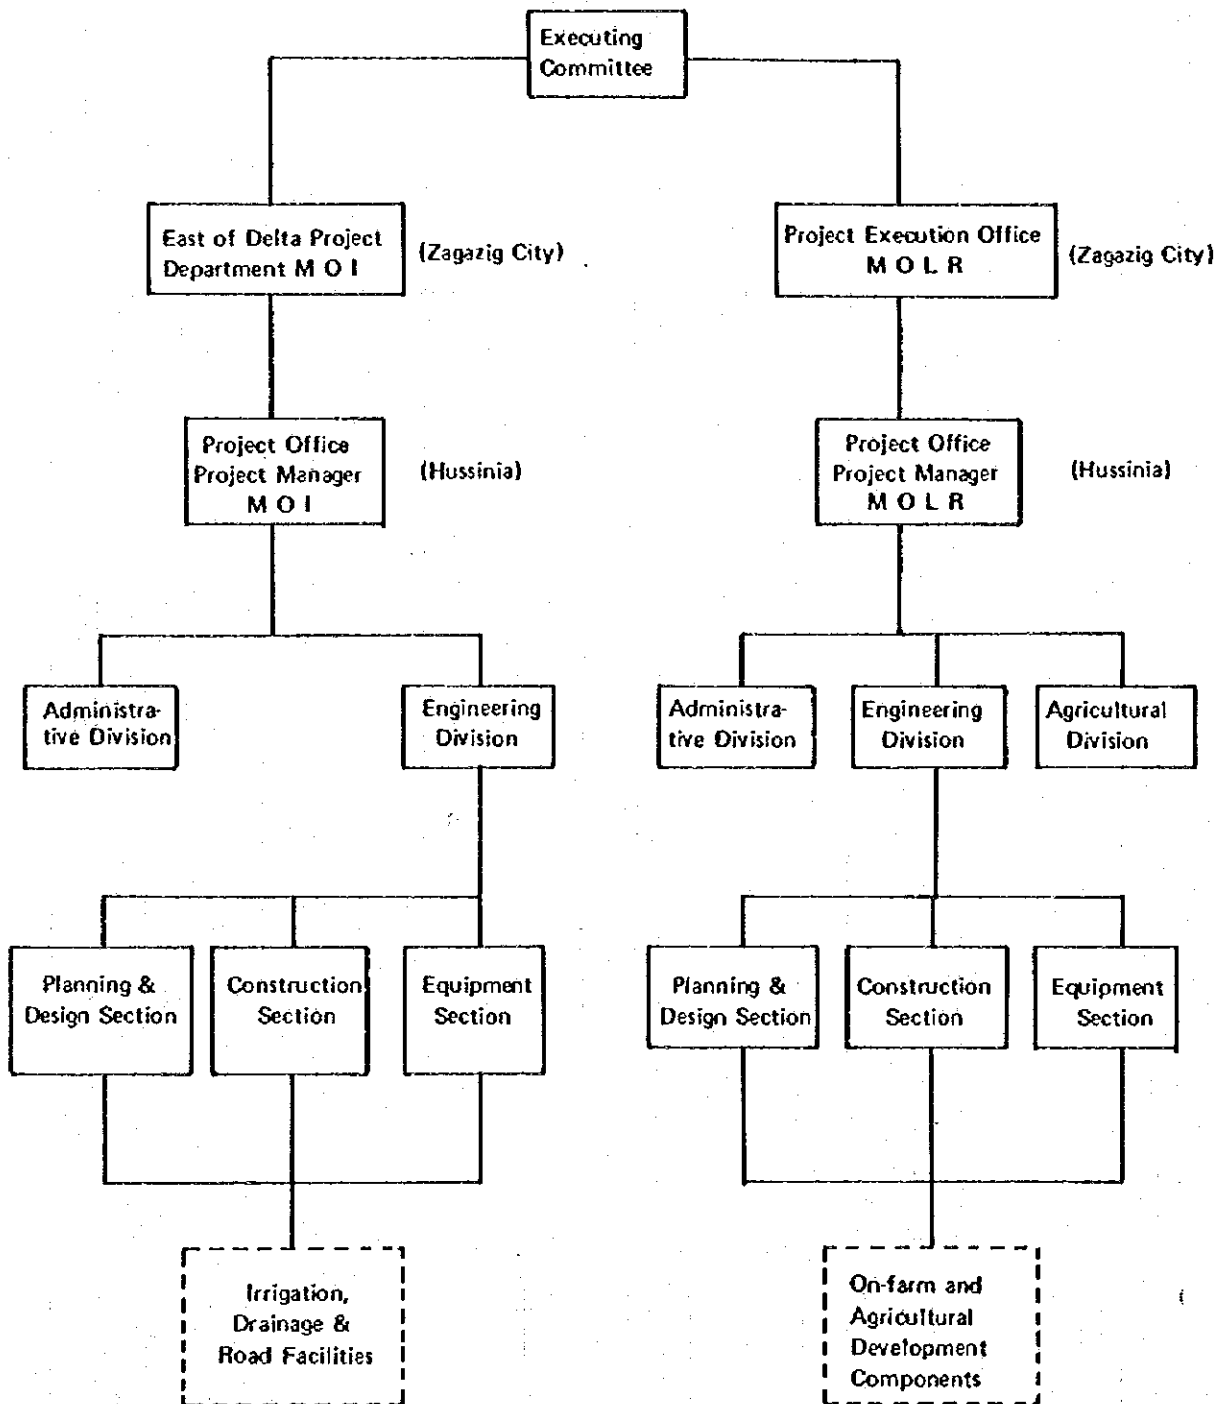 Executing
Committee
East of Delta Project
Department M O I
(Zagazig City)
Project Execution Office
M O L R
(Zagazig City)
Project Office
Project Manager
M O I
(Hussinia)
Project Office
Project Manager
M O L R
(Hussinia)
Administra-
tive Division
Engineering
Division
Administra-
tive Division
Engineering
Division
Agricultural
Division
Planning &
Design Section
Construction
Section
Equipment
Section
Planning &
Design Section
Construction
Section
Equipment
Section
Irrigation,
Drainage &
Road Facilities
On-farm and
Agricultural
Development
Components